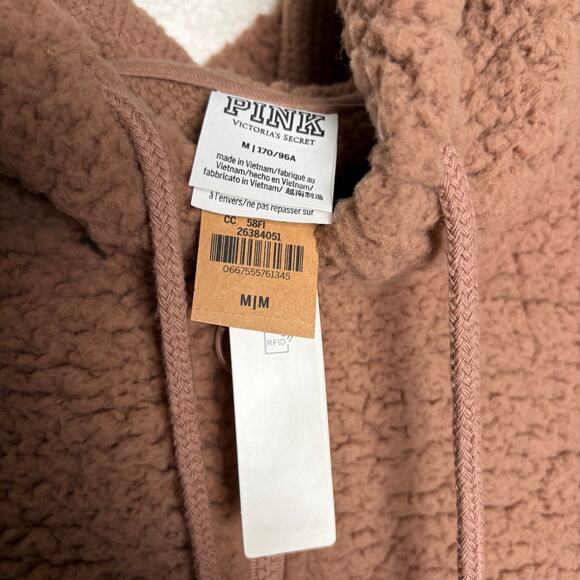 PINK
VICTORIA'S SECRET
M | 170/96A
made in Vietnam/fabriqué au
Vietnam/hecho en Vietnam/
fabbricato in Vietnam/ 越南制造
à l'envers/ne pas repasser sur
CC 58FI
26384051
0667555761345
M|M
RFID